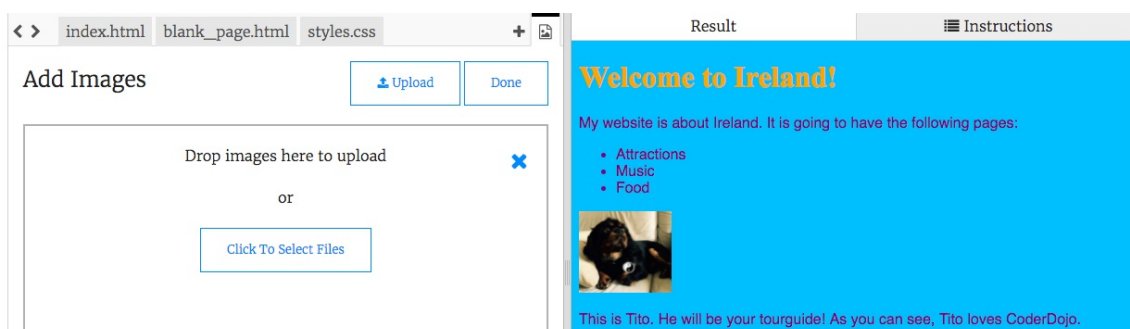 index.html blank_page.html styles.css
Add Images
Upload
Done
Drop images here to upload
or
Click To Select Files
Result
Instructions
Welcome to Ireland!
My website is about Ireland. It is going to have the following pages:
Attractions
Music
Food
This is Tito. He will be your tourguide! As you can see, Tito loves CoderDojo.